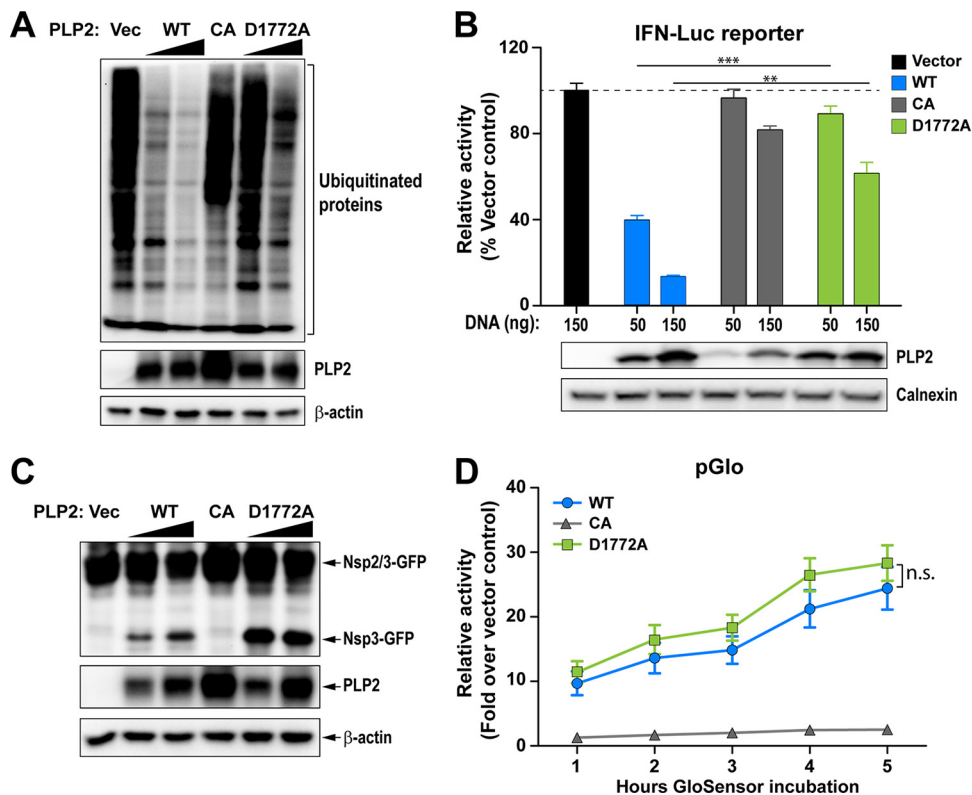 A
PLP2: Vec WT CA D1772A
Ubiquitinated
proteins
PLP2
β-actin
B
IFN-Luc reporter
Relative activity
(% Vector control)
120
80
40
0
***
**
Vector
WT
CA
D1772A
DNA (ng): 150 50 150 50 150 50 150
PLP2
Calnexin
C
PLP2: Vec WT CA D1772A
Nsp2/3-GFP
Nsp3-GFP
PLP2
β-actin
D
pGlo
Relative activity
(Fold over vector control)
40
30
20
10
0
WT
CA
D1772A
n.s.
1 2 3 4 5
Hours GloSensor incubation